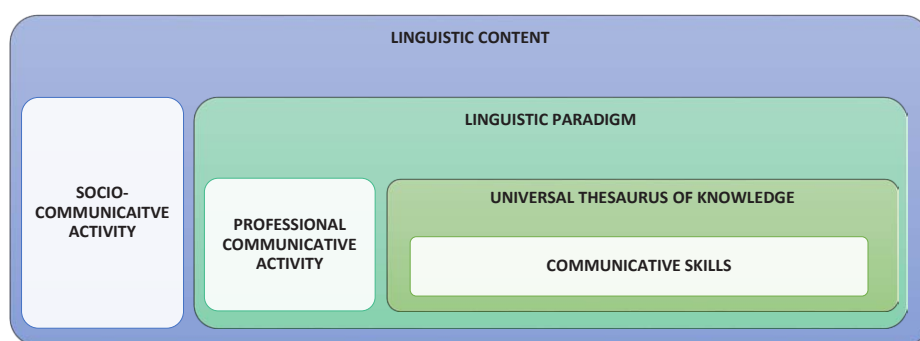 LINGUISTIC CONTENT
LINGUISTIC PARADIGM
SOCIO-
COMMUNICAITVE
ACTIVITY
PROFESSIONAL
COMMUNICATIVE
ACTIVITY
UNIVERSAL THESAURUS OF KNOWLEDGE
COMMUNICATIVE SKILLS